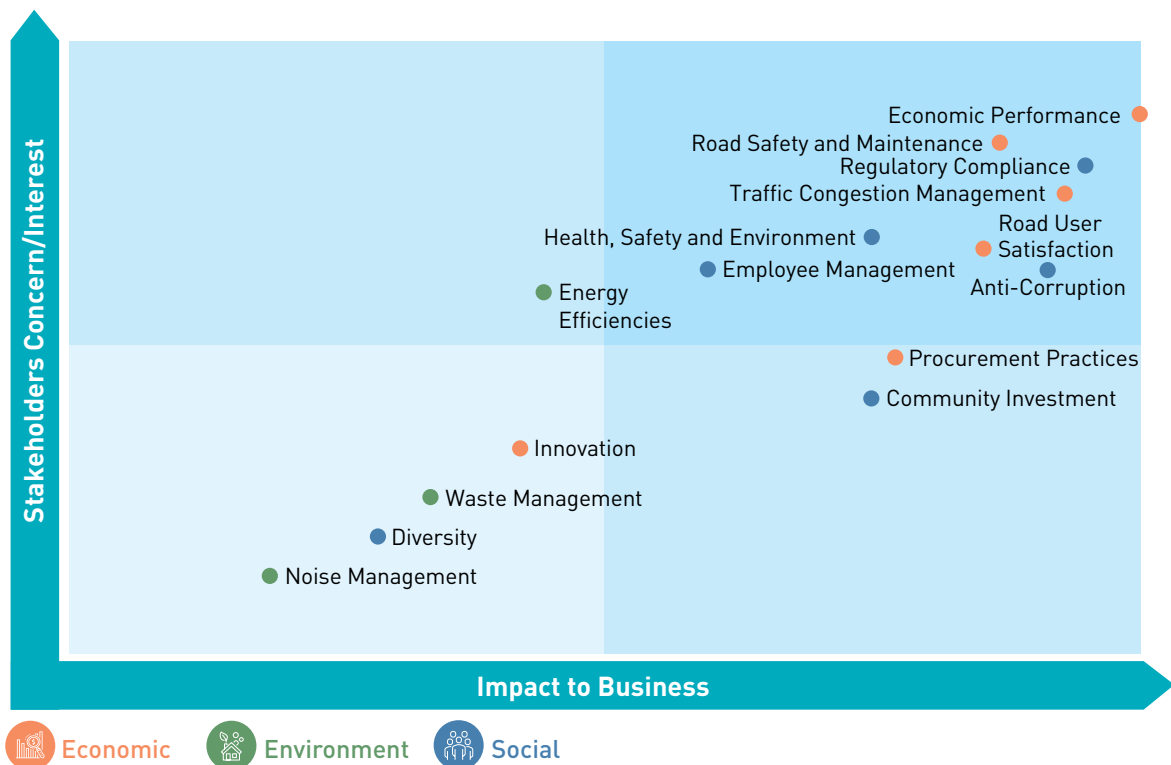 Stakeholders Concern/Interest
Economic Performance
Road Safety and Maintenance
Regulatory Compliance
Traffic Congestion Management
Road User
Satisfaction
Health, Safety and Environment
Employee Management
Anti-Corruption
Energy
Efficiencies
Procurement Practices
Community Investment
Innovation
Waste Management
Diversity
Noise Management
Impact to Business
Economic
Environment
Social